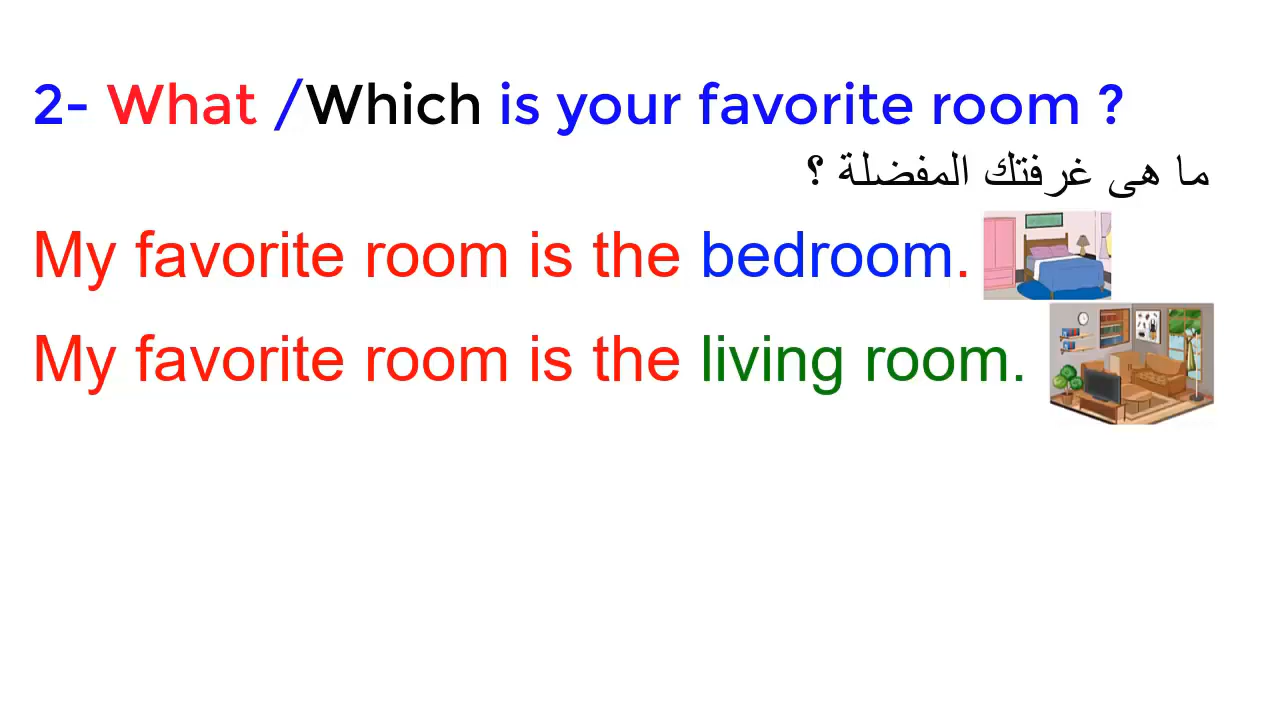 2- What /Which is your favorite room ?
ما هى غرفتك المفضلة ؟
My favorite room is the bedroom.
My favorite room is the living room.